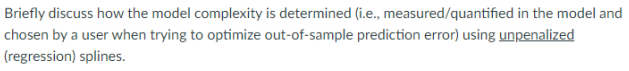 Briefly discuss how the model complexity is determined (i.e., measured/quantified in the model and
chosen by a user when trying to optimize out-of-sample prediction error) using unpenalized
(regression) splines.